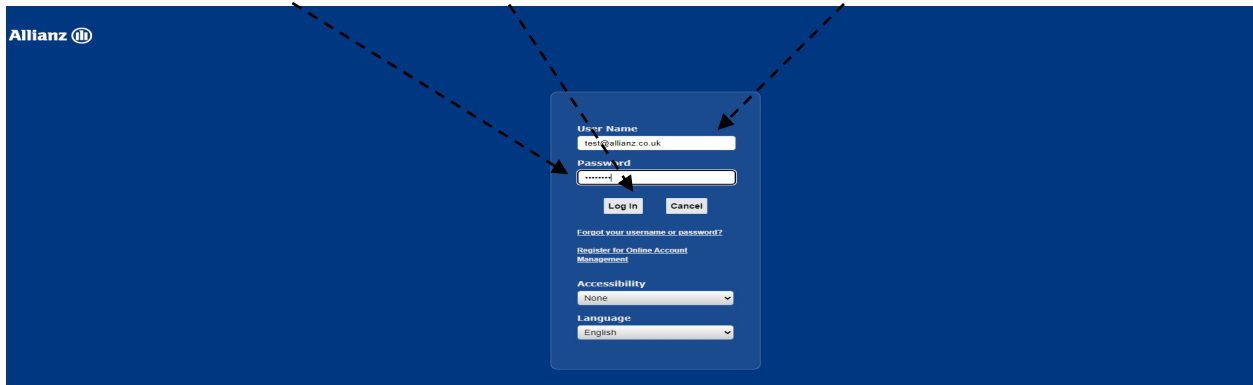 Allianz
User Name
test@allianz.co.uk
Password
••••••••
Log In Cancel
Forgot your username or password?
Register for Online Account
Management
Accessibility
None
Language
English